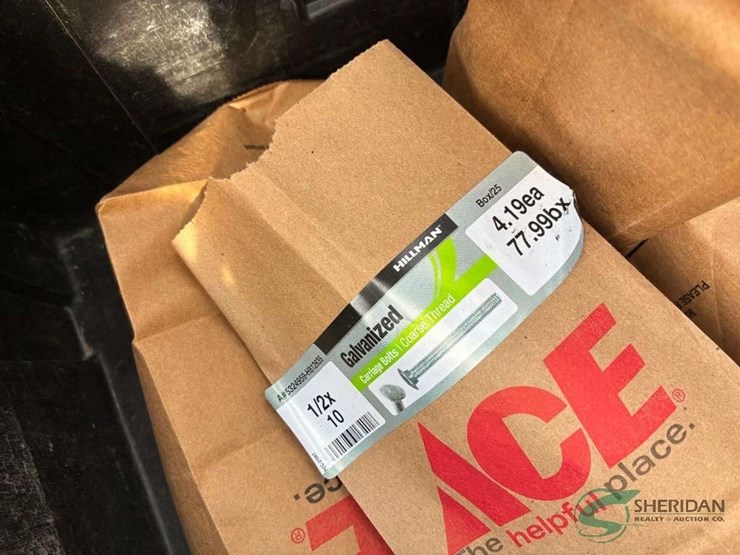 Box/25
4.19ea
77.99bx
HILLMAN
Galvanized
Carriage Bolts | Coarse Thread
1/2x
10
PLEASE
ACE®
The helpful place.
®
SHERIDAN
REALTY & AUCTION CO.